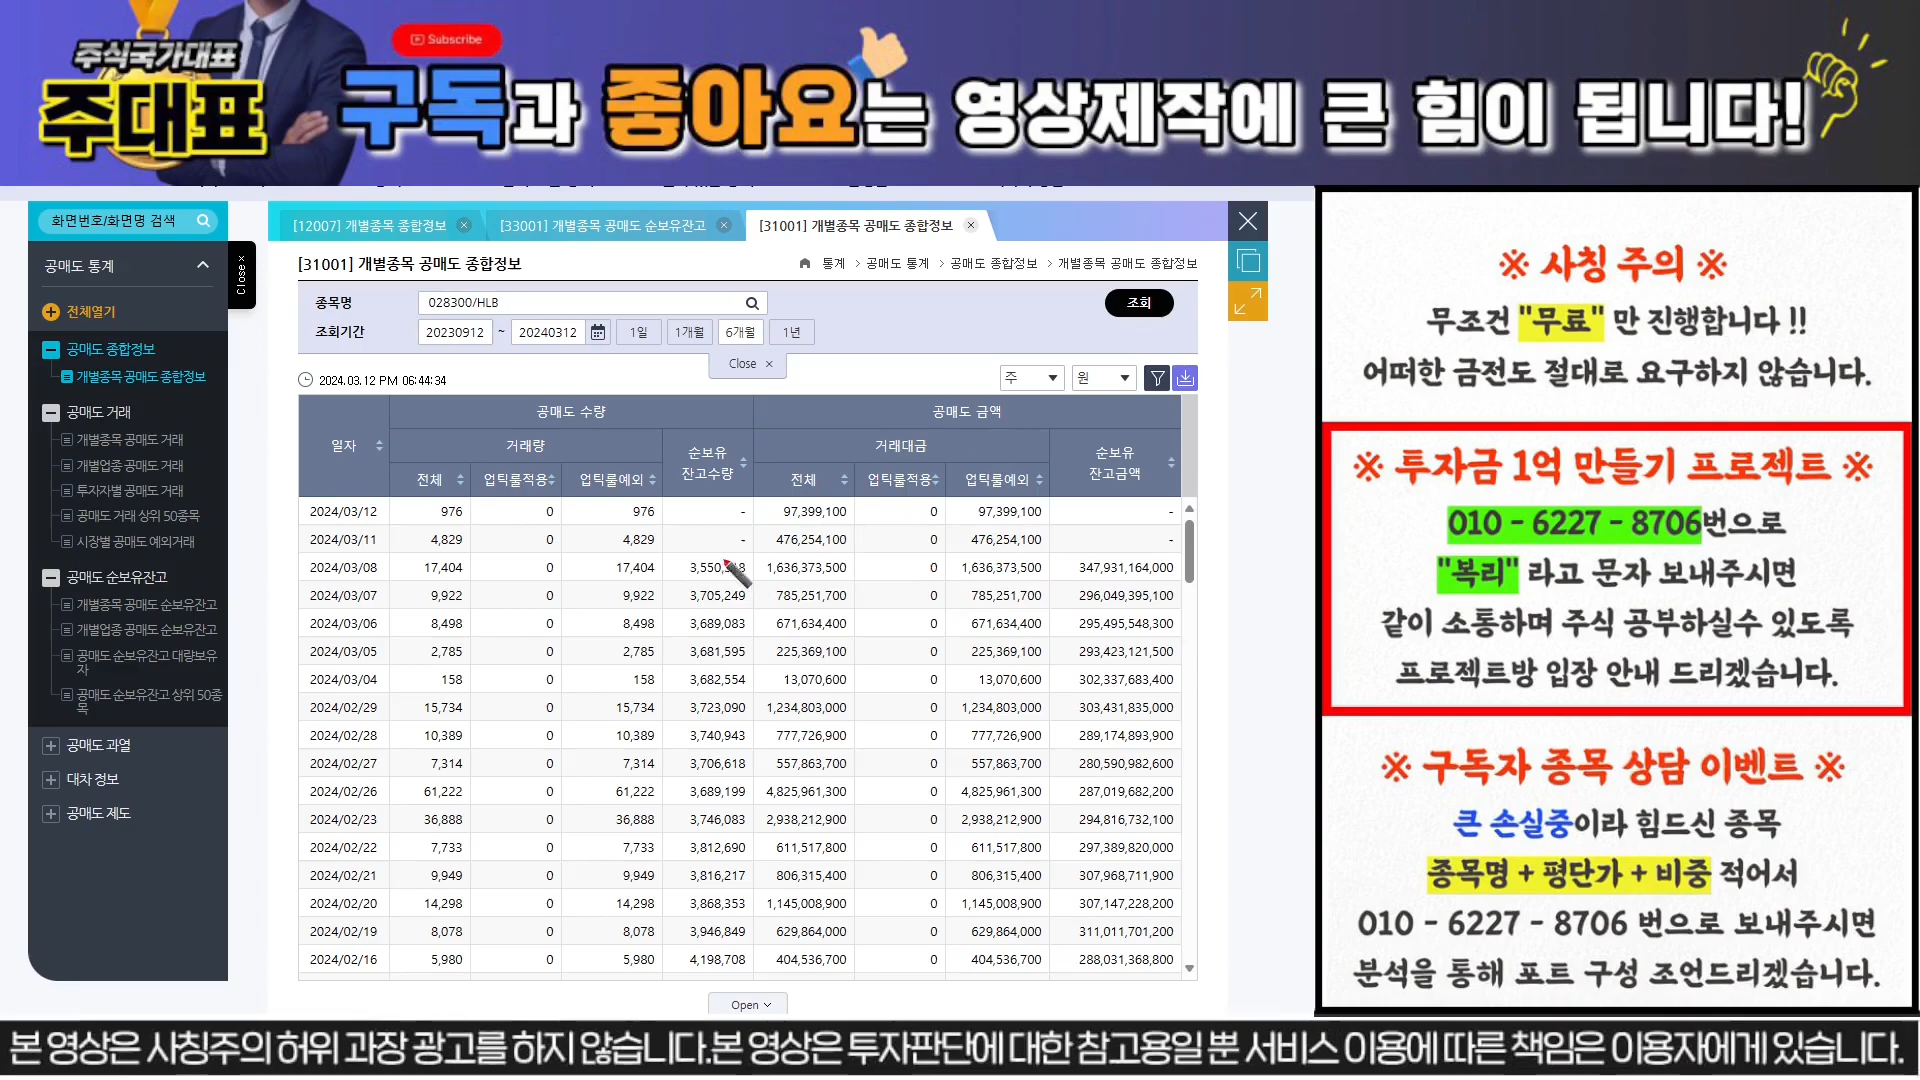 주식국가대표
주대표
Subscribe
구독과 좋아요는 영상제작에 큰 힘이 됩니다!
화면번호/화면명 검색
공매도 통계
전체열기
공매도 종합정보
개별종목 공매도 종합정보
공매도 거래
개별종목 공매도 거래
개별업종 공매도 거래
투자자별 공매도 거래
공매도 거래 상위 50종목
시장별 공매도 예외거래
공매도 순보유잔고
개별종목 공매도 순보유잔고
개별업종 공매도 순보유잔고
공매도 순보유잔고 대량보유
자
공매도 순보유잔고 상위 50종
목
공매도 과열
대차 정보
공매도 제도
Close ×
[12007] 개별종목 종합정보 × [33001] 개별종목 공매도 순보유잔고 × [31001] 개별종목 공매도 종합정보 ×
[31001] 개별종목 공매도 종합정보
통계 > 공매도 통계 > 공매도 종합정보 > 개별종목 공매도 종합정보
종목명 028300/HLB 조회
조회기간 20230912 ~ 20240312 1일 1개월 6개월 1년
Close ×
2024.03.12 PM 06:44:34 주 원
공매도 수량 공매도 금액
일자 거래량 순보유 잔고수량 거래대금 순보유 잔고금액
전체 업틱룰적용 업틱룰예외 전체 업틱룰적용 업틱룰예외
2024/03/12 976 0 976 - 97,399,100 0 97,399,100 -
2024/03/11 4,829 0 4,829 - 476,254,100 0 476,254,100 -
2024/03/08 17,404 0 17,404 1,636,373,500 0 1,636,373,500 347,931,164,000
2024/03/07 9,922 0 9,922 3,705,249 785,251,700 0 785,251,700 296,049,395,100
2024/03/06 8,498 0 8,498 3,689,083 671,634,400 0 671,634,400 295,495,548,300
2024/03/05 2,785 0 2,785 3,681,595 225,369,100 0 225,369,100 293,423,121,500
2024/03/04 158 0 158 3,682,554 13,070,600 0 13,070,600 302,337,683,400
2024/02/29 15,734 0 15,734 3,723,090 1,234,803,000 0 1,234,803,000 303,431,835,000
2024/02/28 10,389 0 10,389 3,740,943 777,726,900 0 777,726,900 289,174,893,900
2024/02/27 7,314 0 7,314 3,706,618 557,863,700 0 557,863,700 280,590,982,600
2024/02/26 61,222 0 61,222 3,689,199 4,825,961,300 0 4,825,961,300 287,019,682,200
2024/02/23 36,888 0 36,888 3,746,083 2,938,212,900 0 2,938,212,900 294,816,732,100
2024/02/22 7,733 0 7,733 3,812,690 611,517,800 0 611,517,800 297,389,820,000
2024/02/21 9,949 0 9,949 3,816,217 806,315,400 0 806,315,400 307,968,711,900
2024/02/20 14,298 0 14,298 3,868,353 1,145,008,900 0 1,145,008,900 307,147,228,200
2024/02/19 8,078 0 8,078 3,946,849 629,864,000 0 629,864,000 311,011,701,200
2024/02/16 5,980 0 5,980 4,198,708 404,536,700 0 404,536,700 288,031,368,800
Open
※ 사칭 주의 ※
무조건 "무료" 만 진행합니다 !!
어떠한 금전도 절대로 요구하지 않습니다.
※ 투자금 1억 만들기 프로젝트 ※
010 - 6227 - 8706번으로
"복리" 라고 문자 보내주시면
같이 소통하며 주식 공부하실수 있도록
프로젝트방 입장 안내 드리겠습니다.
※ 구독자 종목 상담 이벤트 ※
큰 손실중이라 힘드신 종목
종목명 + 평단가 + 비중 적어서
010 - 6227 - 8706 번으로 보내주시면
분석을 통해 포트 구성 조언드리겠습니다.
본 영상은 사칭주의 허위 과장 광고를 하지 않습니다.본 영상은 투자판단에 대한 참고용일 뿐 서비스 이용에 따른 책임은 이용자에게 있습니다.